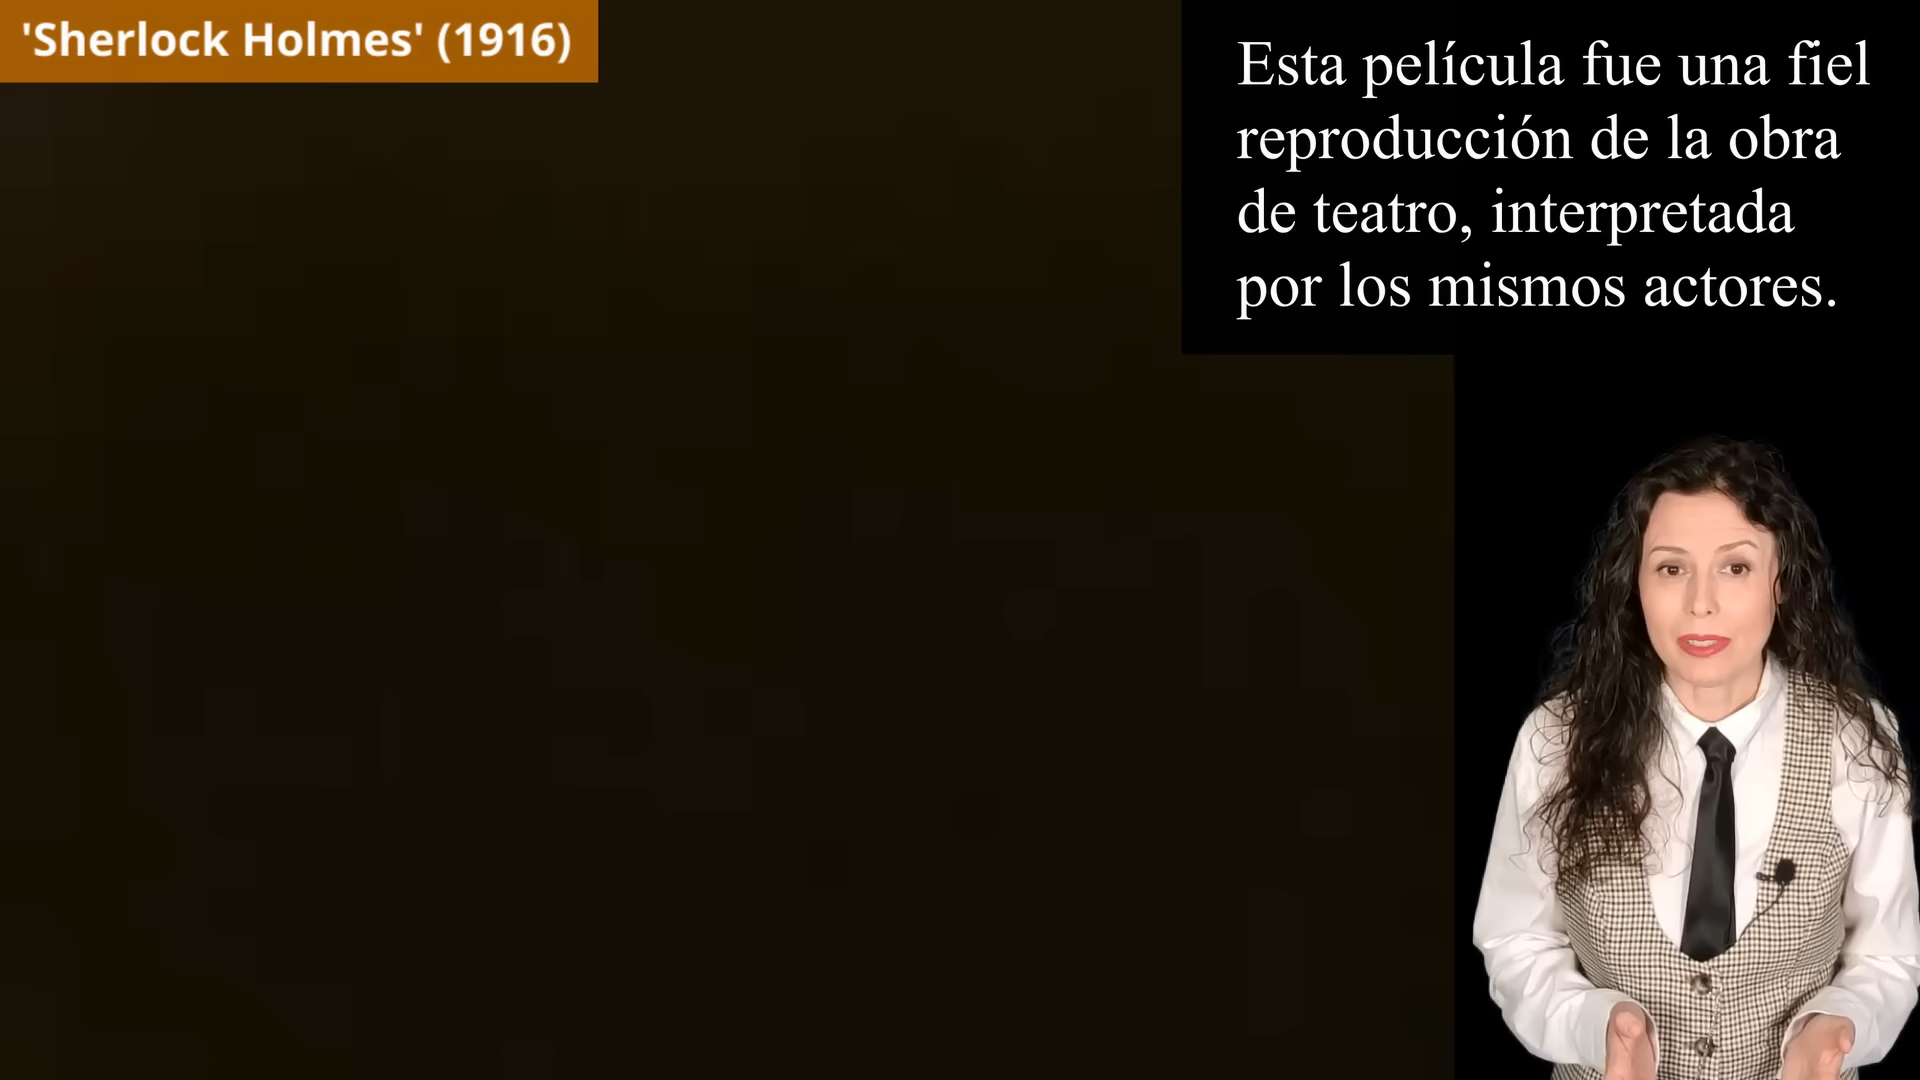 'Sherlock Holmes' (1916)
Esta película fue una fiel
reproducción de la obra
de teatro, interpretada
por los mismos actores.